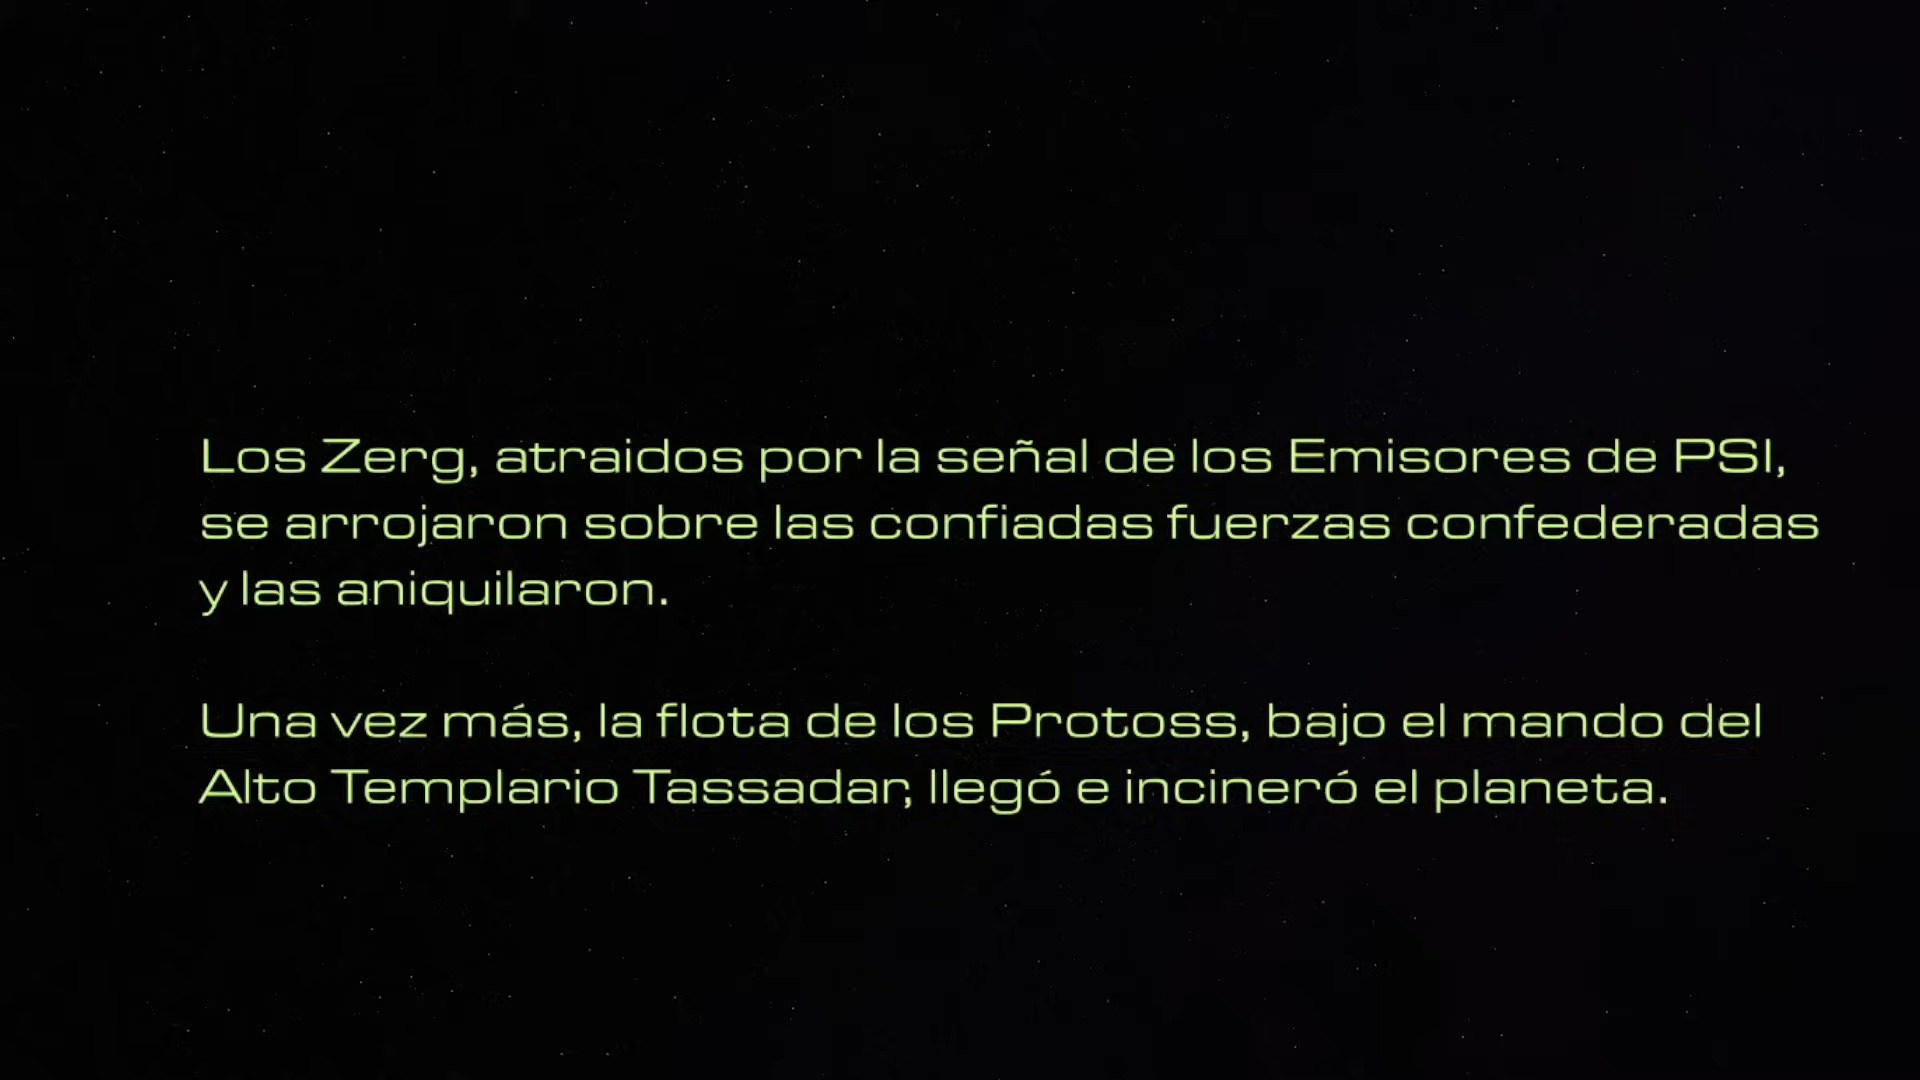 Los Zerg, atraidos por la señal de los Emisores de PSI,
se arrojaron sobre las confiadas fuerzas confederadas
y las aniquilaron.
Una vez más, la flota de los Protoss, bajo el mando del
Alto Templario Tassadar, llegó e incineró el planeta.